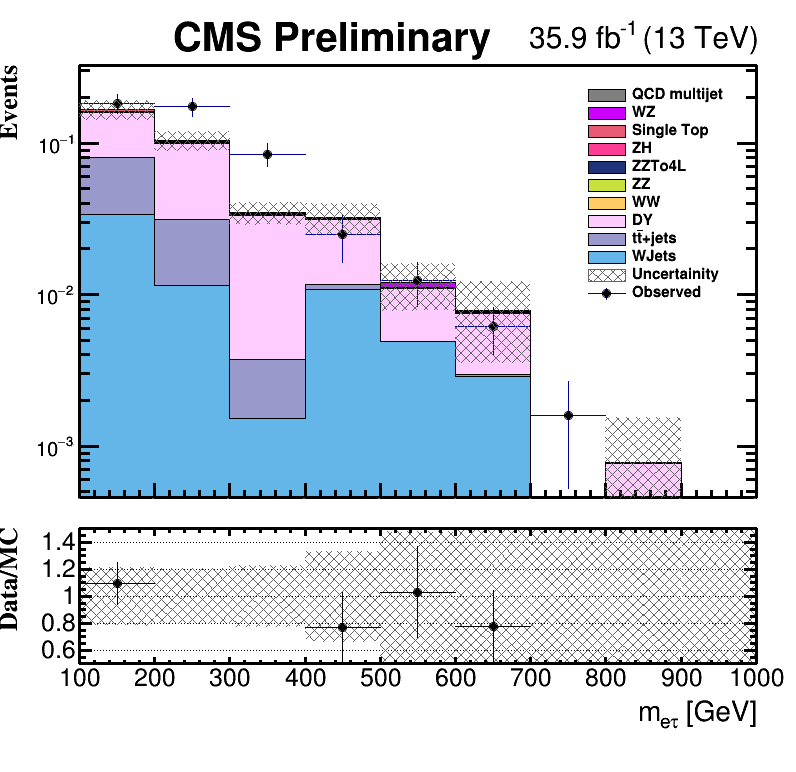 CMS Preliminary 35.9 fb⁻¹ (13 TeV)
Events
10⁻¹
10⁻²
10⁻³
QCD multijet
WZ
Single Top
ZH
ZZTo4L
ZZ
WW
DY
tt̄+jets
WJets
Uncertainity
Observed
Data/MC
1.4
1.2
1
0.8
0.6
100 200 300 400 500 600 700 800 900 1000
m_eτ [GeV]